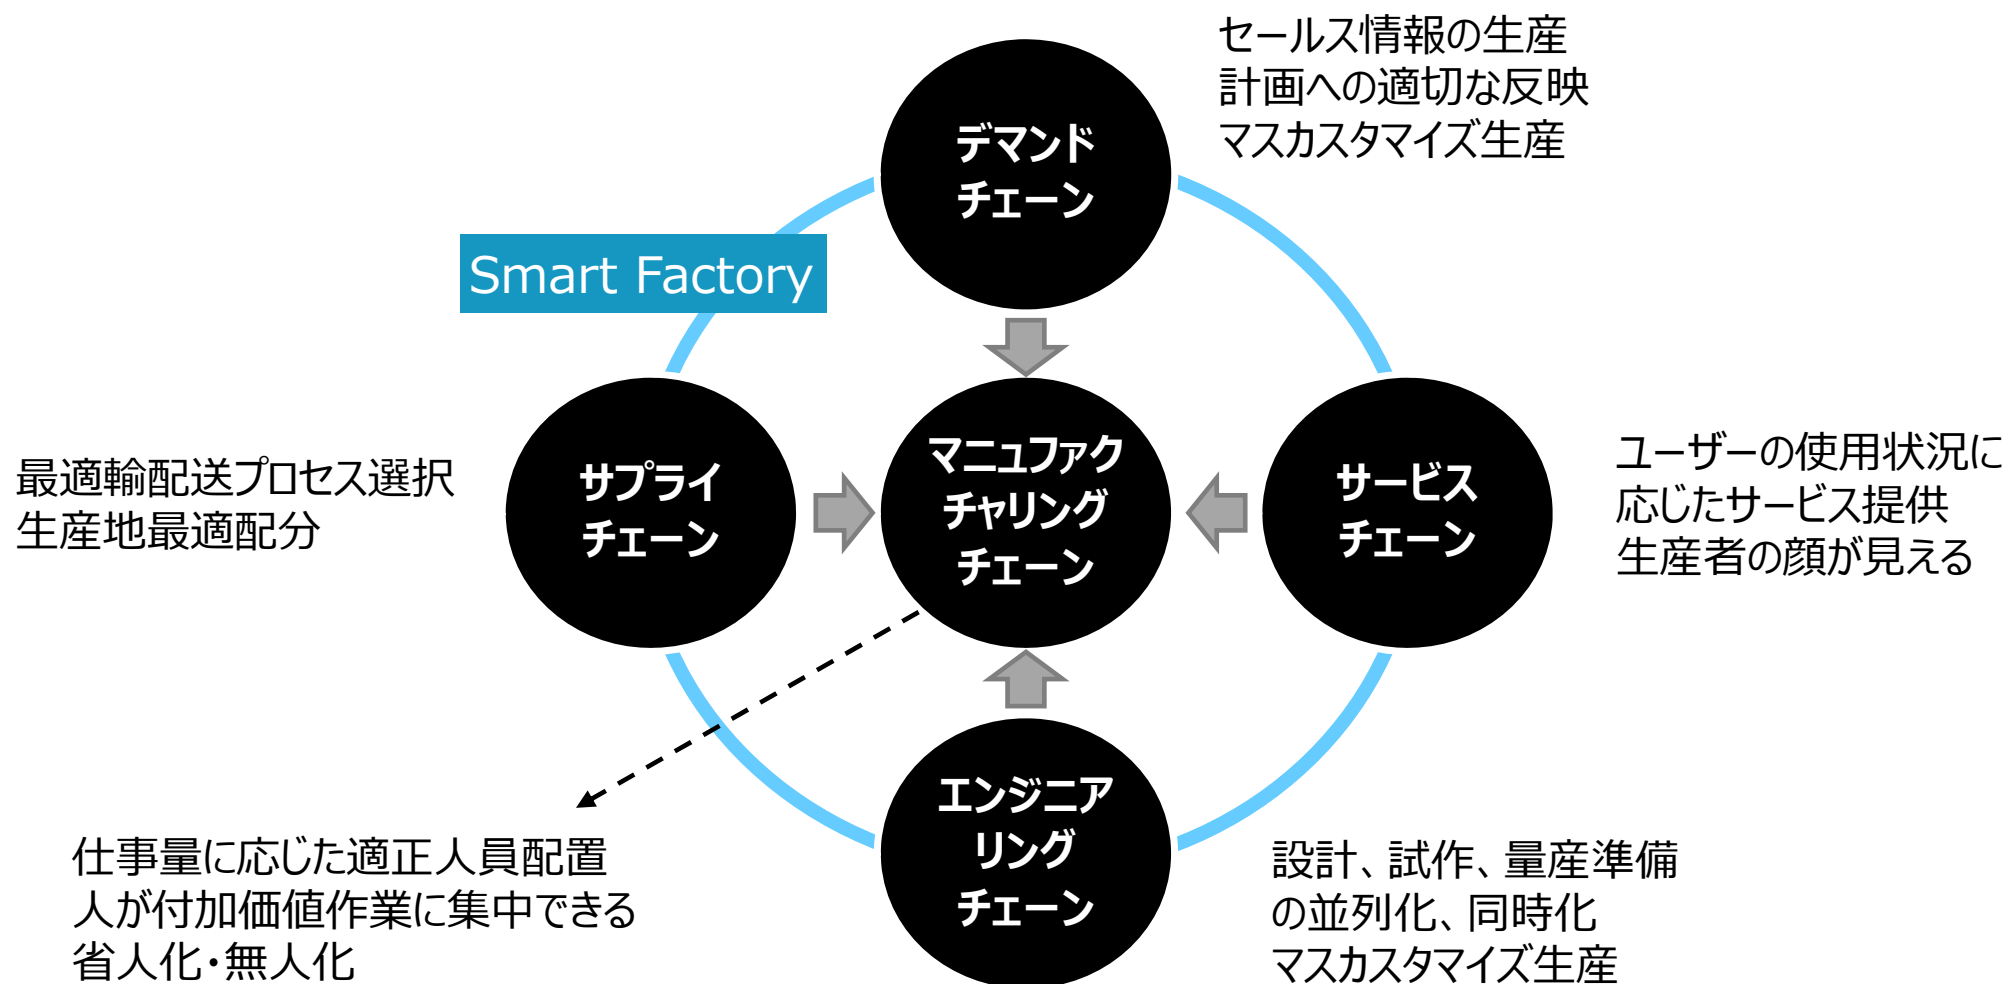 セールス情報の生産
計画への適切な反映
マスカスタマイズ生産
デマンド
チェーン
Smart Factory
最適輸配送プロセス選択
生産地最適配分
サプライ
チェーン
マニュファク
チャリング
チェーン
サービス
チェーン
ユーザーの使用状況に
応じたサービス提供
生産者の顔が見える
エンジニア
リング
チェーン
仕事量に応じた適正人員配置
人が付加価値作業に集中できる
省人化・無人化
設計、試作、量産準備
の並列化、同時化
マスカスタマイズ生産